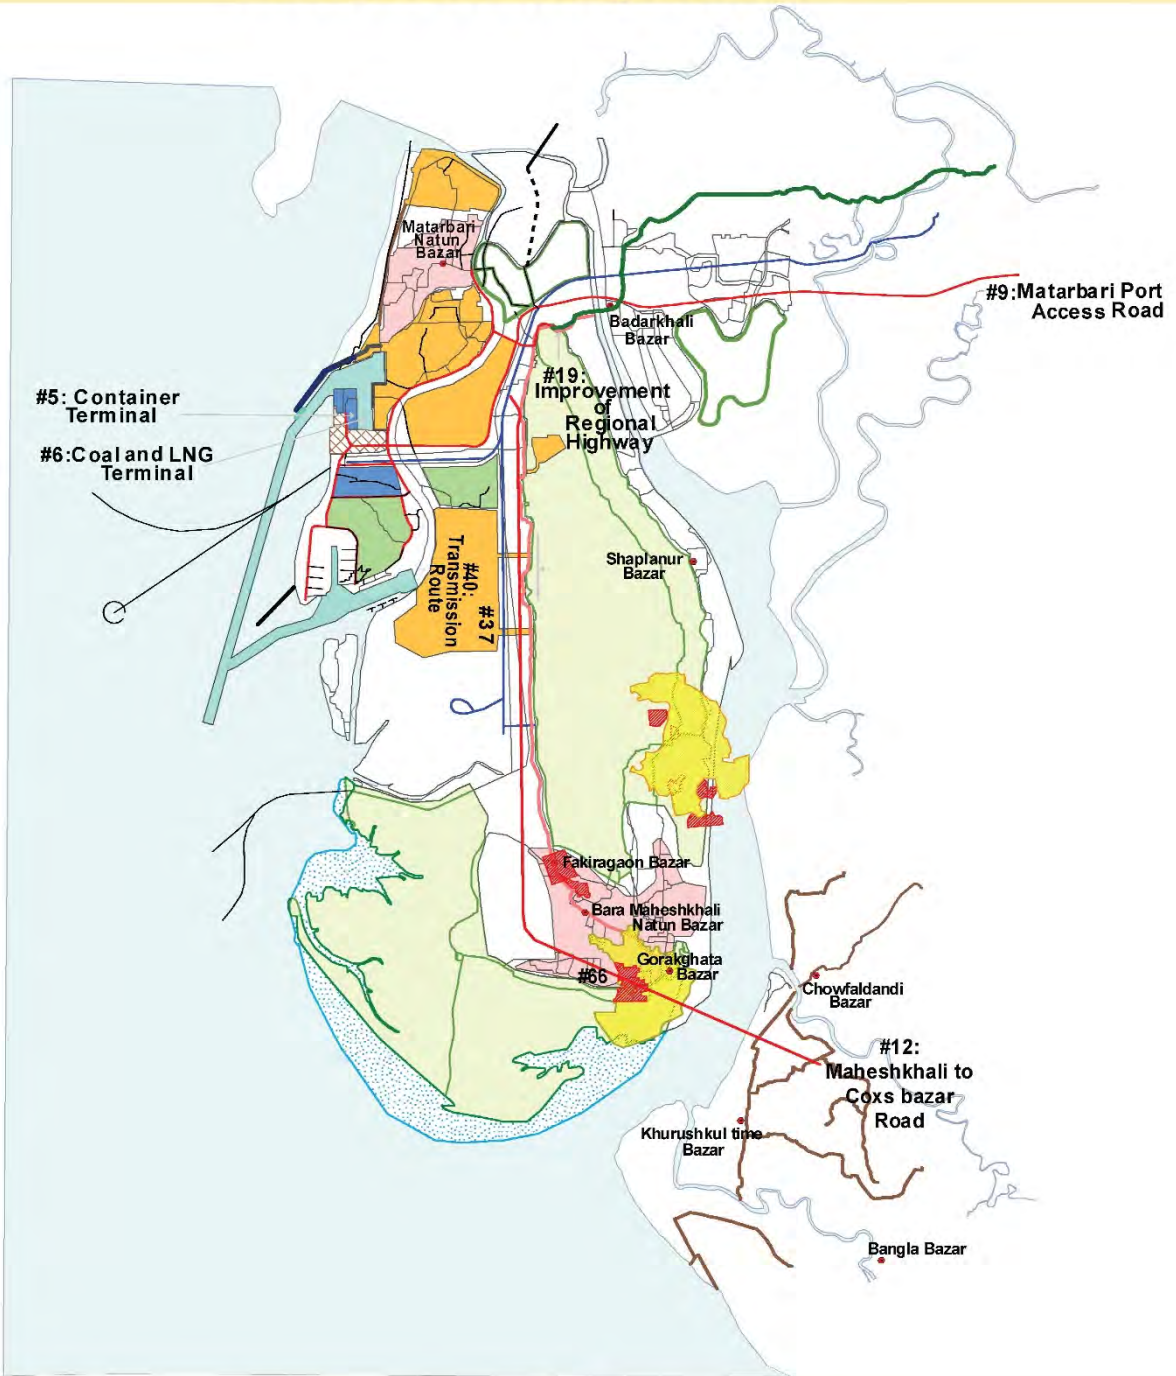 Matarbari
Natun
Bazar
#9:Matarbari Port
Access Road
Badarkhali
Bazar
#19:
Improvement
of
Regional
Highway
#5: Container
Terminal
#6:Coal and LNG
Terminal
Shaplanur
Bazar
#40:
Transmission
Route
#37
Fakiragaon Bazar
Bara Maheshkhali
Natun Bazar
Gorakghata
Bazar
#66
Chowfaldandi
Bazar
#12:
Maheshkhali to
Coxs bazar
Road
Khurushkul time
Bazar
Bangla Bazar